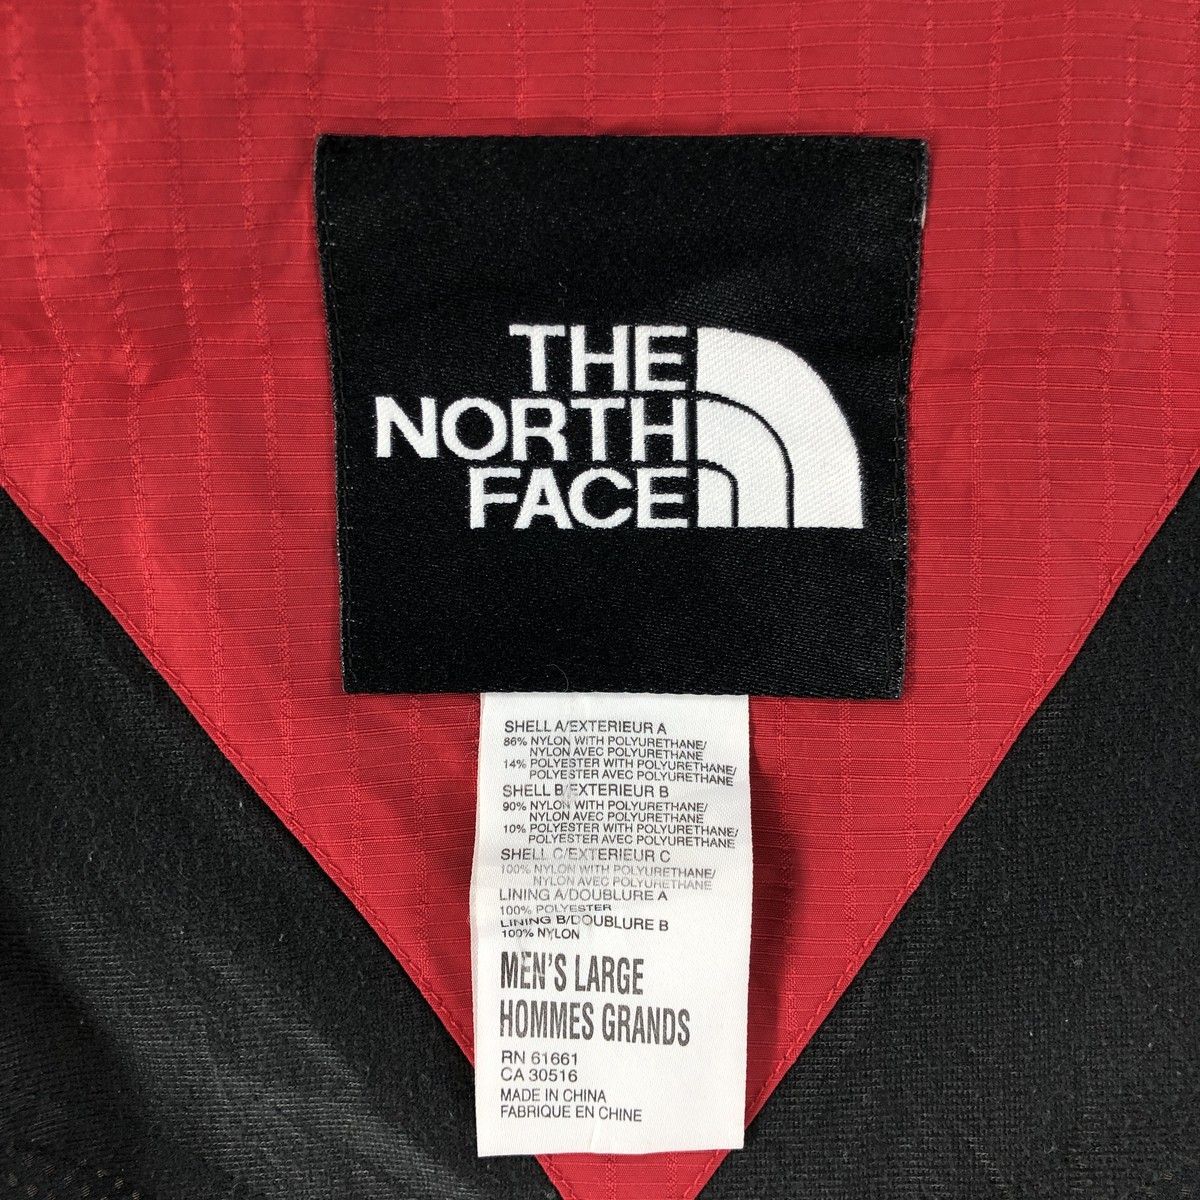 THE
NORTH
FACE
SHELL A/EXTERIEUR A
86% NYLON WITH POLYURETHANE/
NYLON AVEC POLYURETHANE
14% POLYESTER WITH POLYURETHANE/
POLYESTER AVEC POLYURETHANE
SHELL B/EXTERIEUR B
90% NYLON WITH POLYURETHANE/
NYLON AVEC POLYURETHANE
10% POLYESTER WITH POLYURETHANE/
POLYESTER AVEC POLYURETHANE
SHELL C/EXTERIEUR C
100% NYLON WITH POLYURETHANE/
NYLON AVEC POLYURETHANE
LINING A/DOUBLURE A
100% POLYESTER
LINING B/DOUBLURE B
100% NYLON
MEN'S LARGE
HOMMES GRANDS
RN 61661
CA 30516
MADE IN CHINA
FABRIQUE EN CHINE